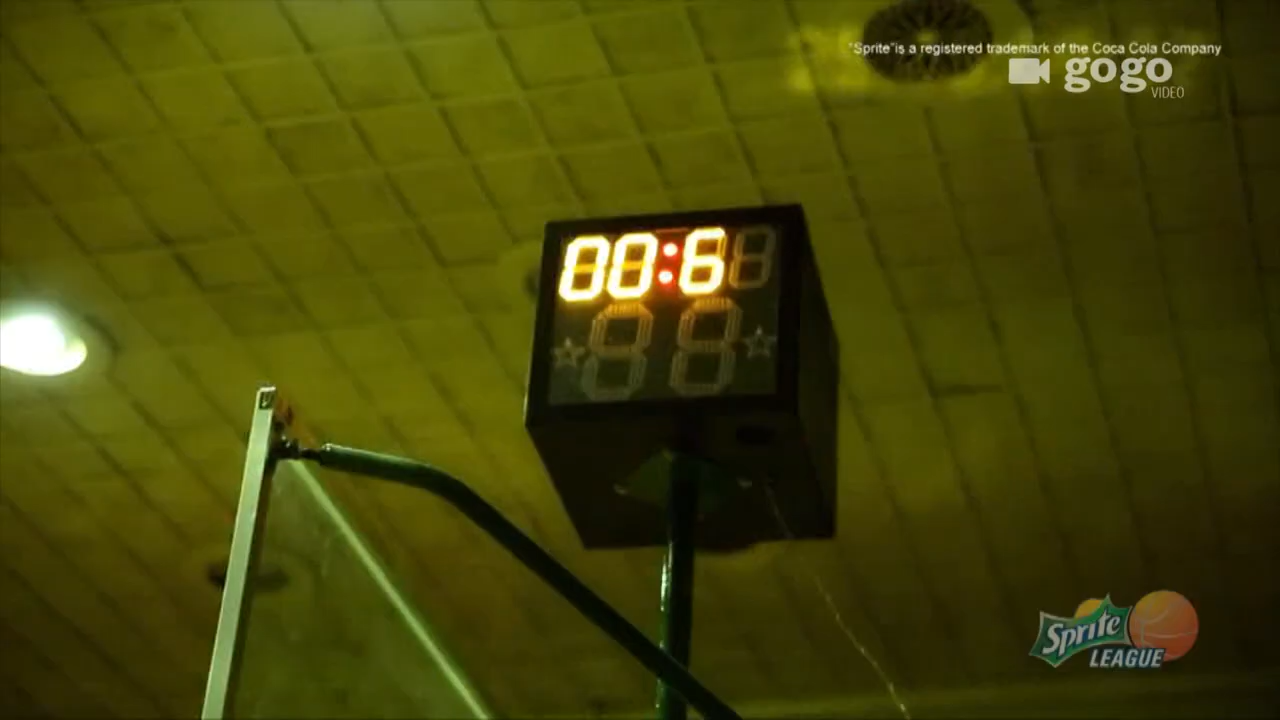 "Sprite"is a registered trademark of the Coca Cola Company
gogo
VIDEO
00:6
Sprite
LEAGUE